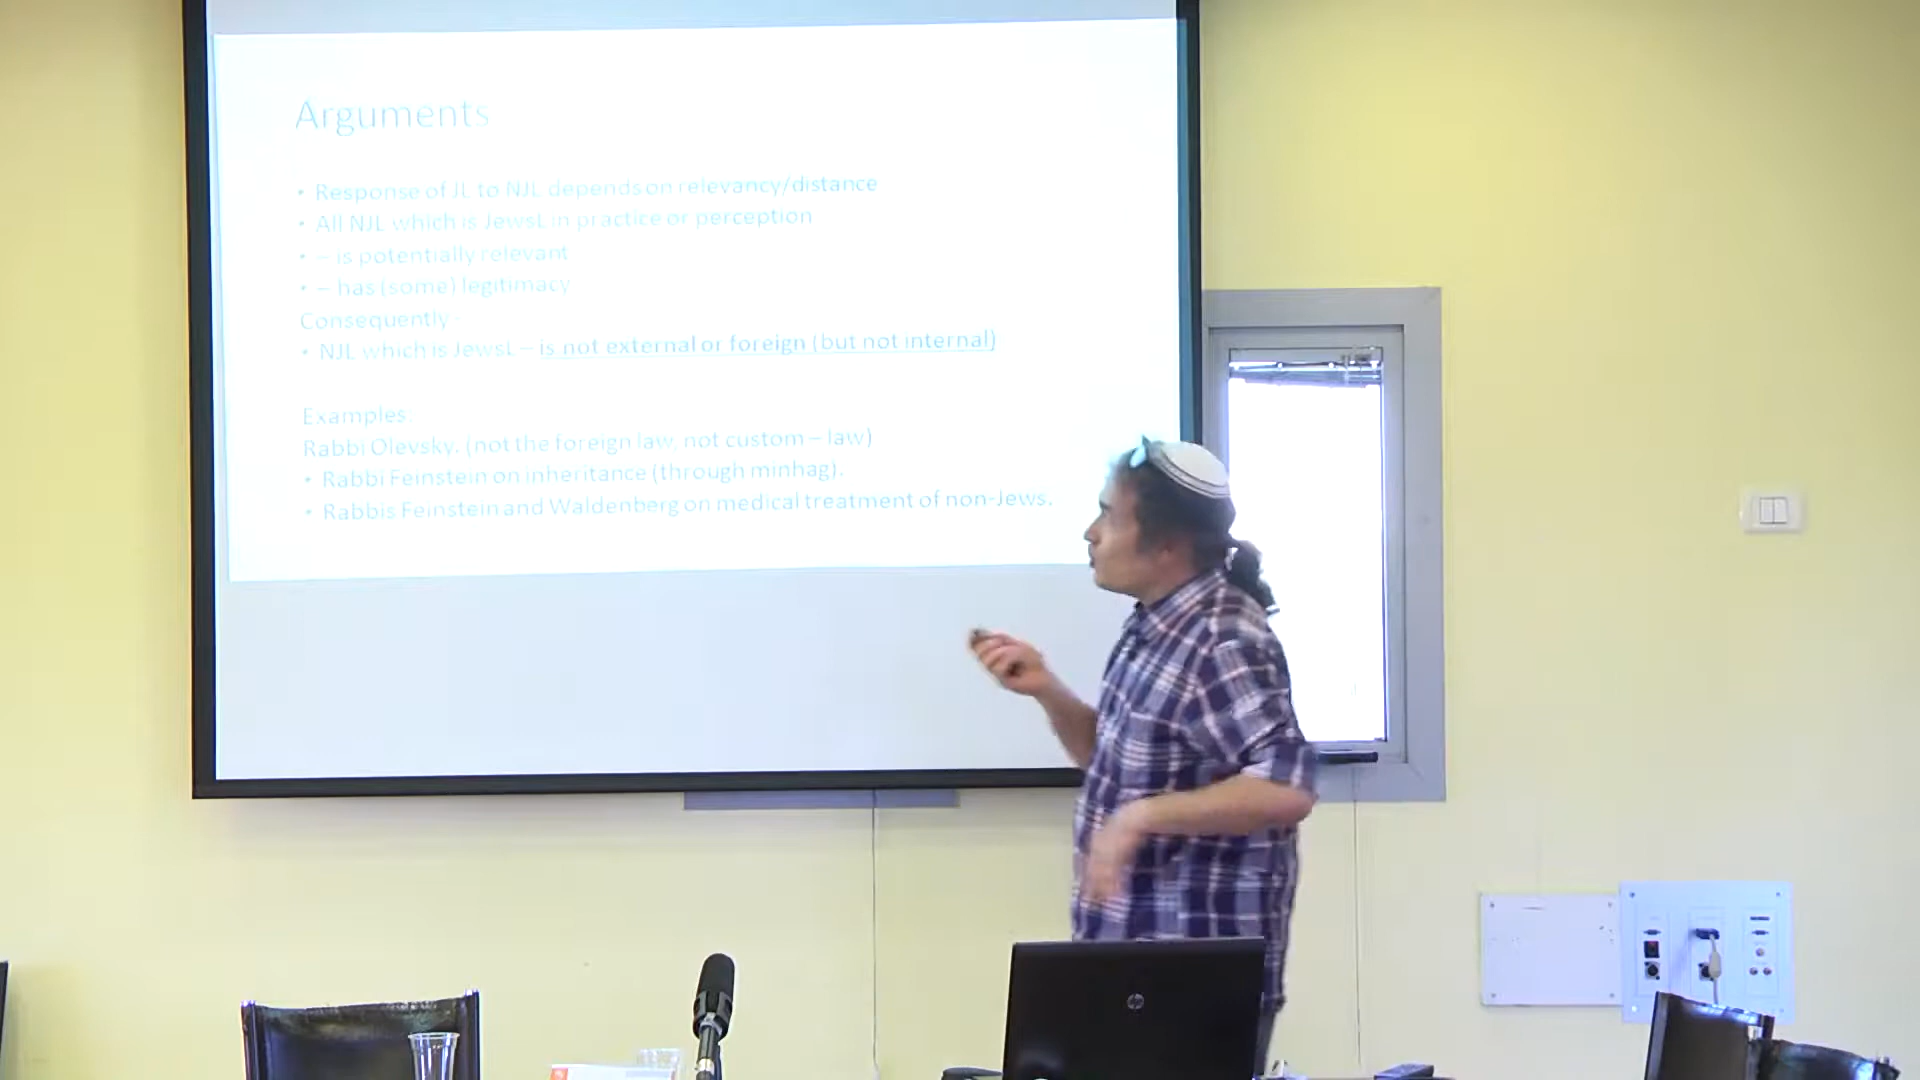 Arguments
• Response of JL to NJL depends on relevancy/distance
• All NJL which is JewsL in practice or perception
• – is potentially relevant
• – has (some) legitimacy
Consequently -
• NJL which is JewsL – is not external or foreign (but not internal)
Examples:
Rabbi Olevsky. (not the foreign law, not custom – law)
• Rabbi Feinstein on inheritance (through minhag).
• Rabbis Feinstein and Waldenberg on medical treatment of non-Jews.
hp